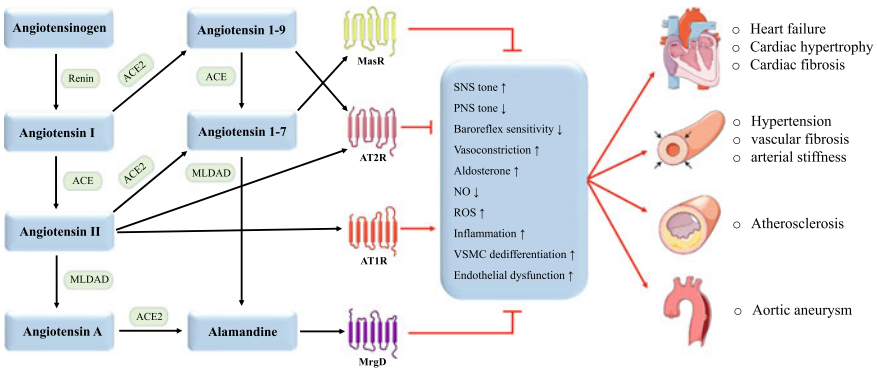 Angiotensinogen
Renin
Angiotensin I
ACE
Angiotensin II
MLDAD
Angiotensin A
ACE2
ACE2
ACE2
Angiotensin 1-9
ACE
Angiotensin 1-7
MLDAD
Alamandine
MasR
AT2R
AT1R
MrgD
SNS tone ↑
PNS tone ↓
Baroreflex sensitivity ↓
Vasoconstriction ↑
Aldosterone ↑
NO ↓
ROS ↑
Inflammation ↑
VSMC dedifferentiation ↑
Endothelial dysfunction ↑
○ Heart failure
○ Cardiac hypertrophy
○ Cardiac fibrosis
○ Hypertension
○ vascular fibrosis
○ arterial stiffness
○ Atherosclerosis
○ Aortic aneurysm